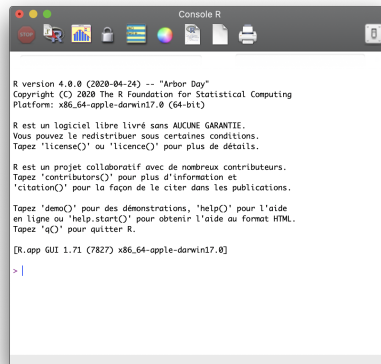 Console R
STOP
R version 4.0.0 (2020-04-24) -- "Arbor Day"
Copyright (C) 2020 The R Foundation for Statistical Computing
Platform: x86_64-apple-darwin17.0 (64-bit)
R est un logiciel libre livré sans AUCUNE GARANTIE.
Vous pouvez le redistribuer sous certaines conditions.
Tapez 'license()' ou 'licence()' pour plus de détails.
R est un projet collaboratif avec de nombreux contributeurs.
Tapez 'contributors()' pour plus d'information et
'citation()' pour la façon de le citer dans les publications.
Tapez 'demo()' pour des démonstrations, 'help()' pour l'aide
en ligne ou 'help.start()' pour obtenir l'aide au format HTML.
Tapez 'q()' pour quitter R.
[R.app GUI 1.71 (7827) x86_64-apple-darwin17.0]
>